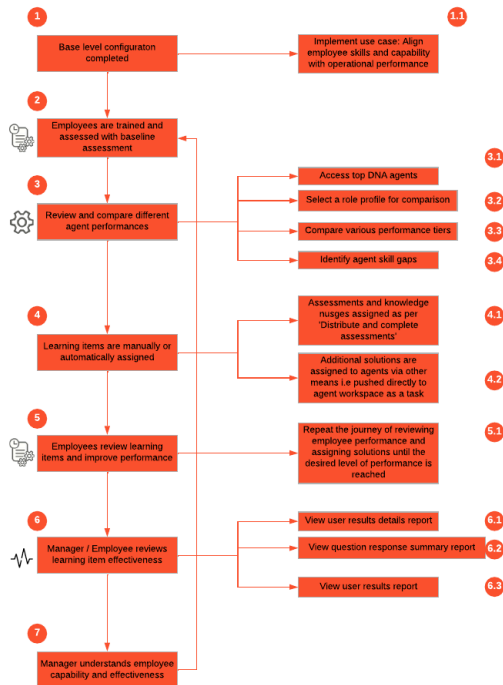 1
1.1
Base level configuraton
completed
Implement use case: Align
employee skills and capability
with operational performance
2
Employees are trained and
assessed with baseline
assessment
3
Review and compare different
agent performances
3.1
Access top DNA agents
3.2
Select a role profile for comparison
3.3
Compare various performance tiers
3.4
Identify agent skill gaps
4
Learning items are manually or
automatically assigned
4.1
Assessments and knowledge
nusges assigned as per
'Distribute and complete
assessments'
4.2
Additional solutions are
assigned to agents via other
means i.e pushed directly to
agent workspace as a task
5
Employees review learning
items and improve performance
5.1
Repeat the journey of reviewing
employee performance and
assigning solutions until the
desired level of performance is
reached
6
Manager / Employee reviews
learning item effectiveness
6.1
View user results details report
6.2
View question response summary report
6.3
View user results report
7
Manager understands employee
capability and effectiveness